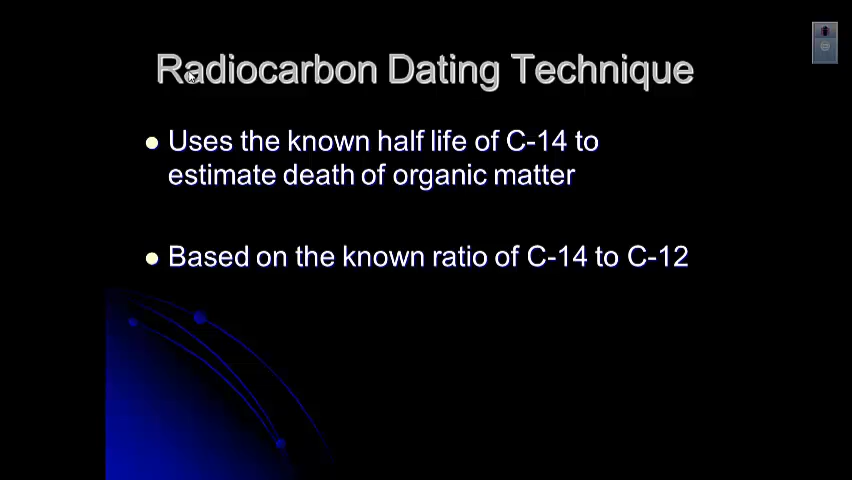 Radiocarbon Dating Technique
Uses the known half life of C-14 to
estimate death of organic matter
Based on the known ratio of C-14 to C-12